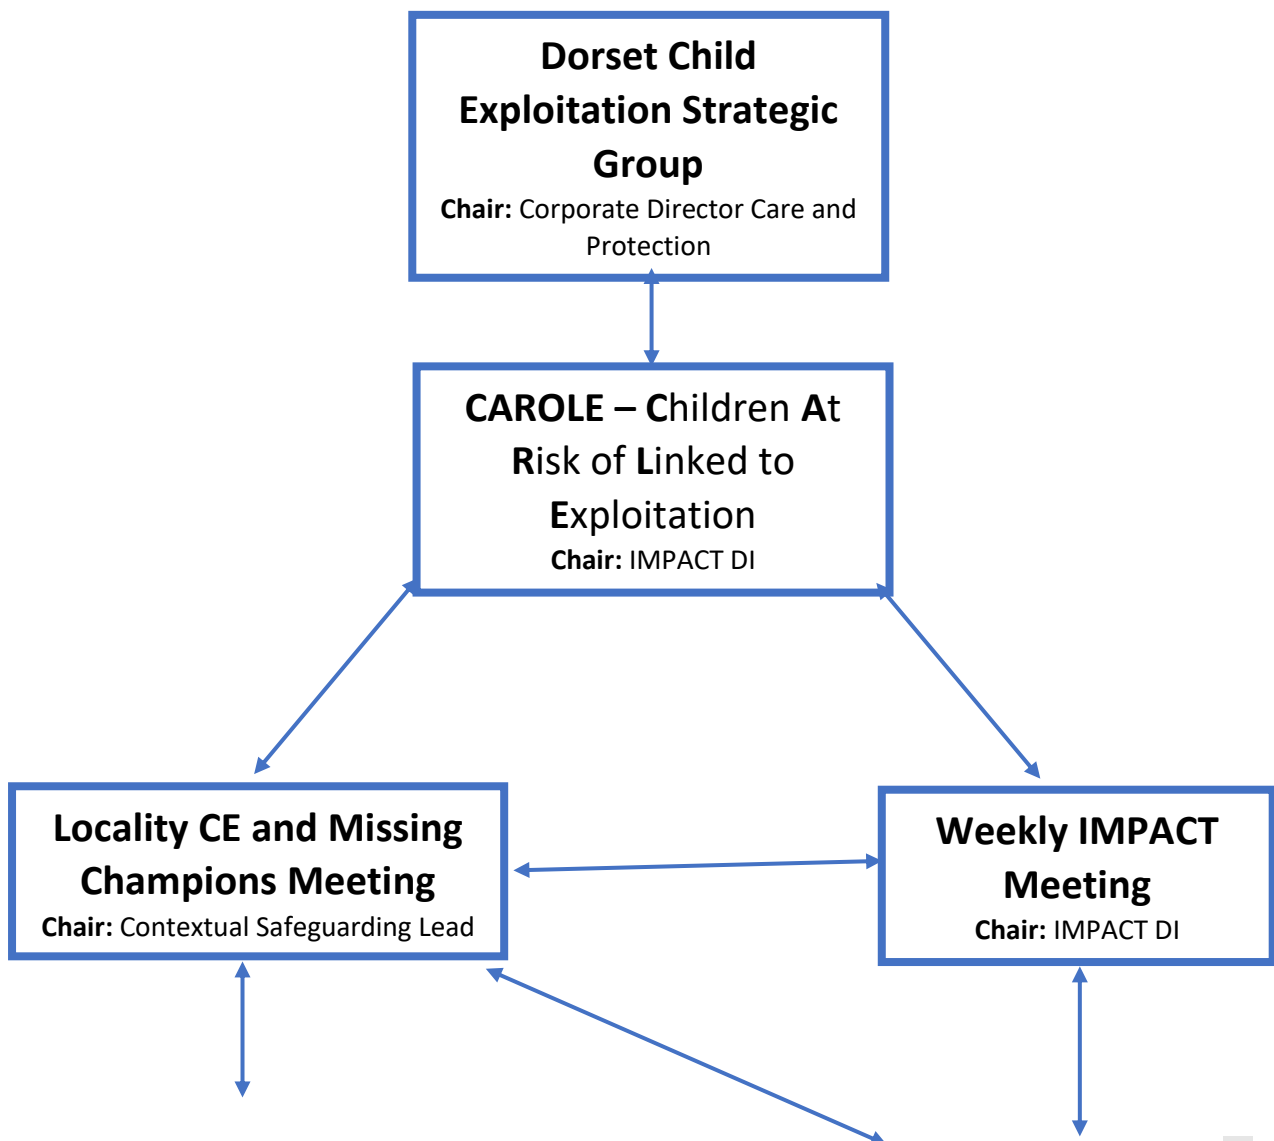 Dorset Child
Exploitation Strategic
Group
Chair: Corporate Director Care and
Protection
CAROLE – Children At
Risk of Linked to
Exploitation
Chair: IMPACT DI
Locality CE and Missing
Champions Meeting
Chair: Contextual Safeguarding Lead
Weekly IMPACT
Meeting
Chair: IMPACT DI